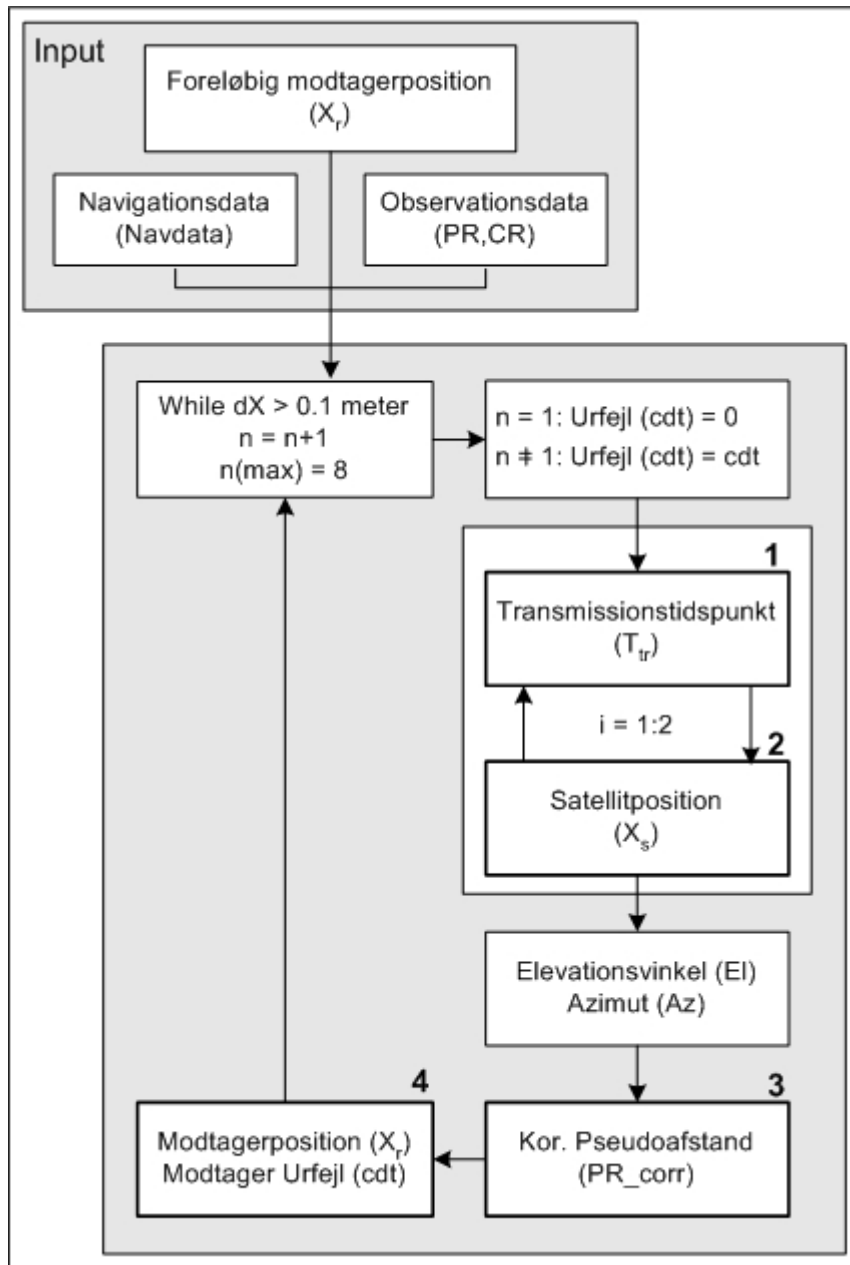 Input
Foreløbig modtagerposition
(Xᵣ)
Navigationsdata
(Navdata)
Observationsdata
(PR,CR)
While dX > 0.1 meter
n = n+1
n(max) = 8
n = 1: Urfejl (cdt) = 0
n ǂ 1: Urfejl (cdt) = cdt
1
Transmissionstidspunkt
(Tₜᵣ)
i = 1:2
2
Satellitposition
(Xₛ)
Elevationsvinkel (El)
Azimut (Az)
3
Kor. Pseudoafstand
(PR_corr)
4
Modtagerposition (Xᵣ)
Modtager Urfejl (cdt)